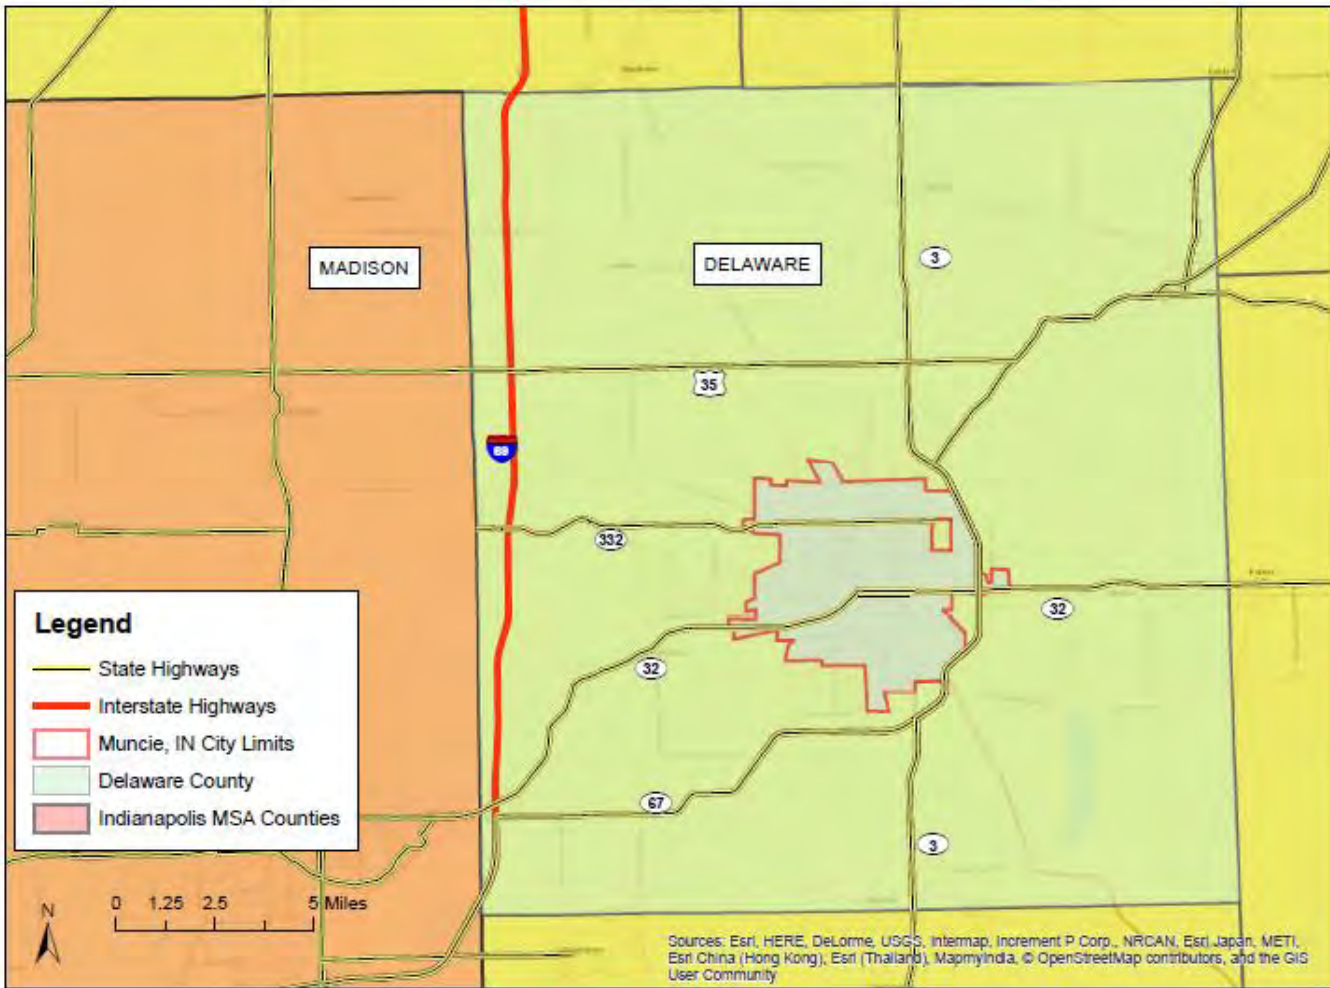 MADISON
DELAWARE
3
35
69
332
32
32
67
3
Legend
State Highways
Interstate Highways
Muncie, IN City Limits
Delaware County
Indianapolis MSA Counties
N
0 1.25 2.5 5 Miles
Sources: Esri, HERE, DeLorme, USGS, Intermap, Increment P Corp., NRCAN, Esri Japan, METI,
Esri China (Hong Kong), Esri (Thailand), MapmyIndia, © OpenStreetMap contributors, and the GIS
User Community